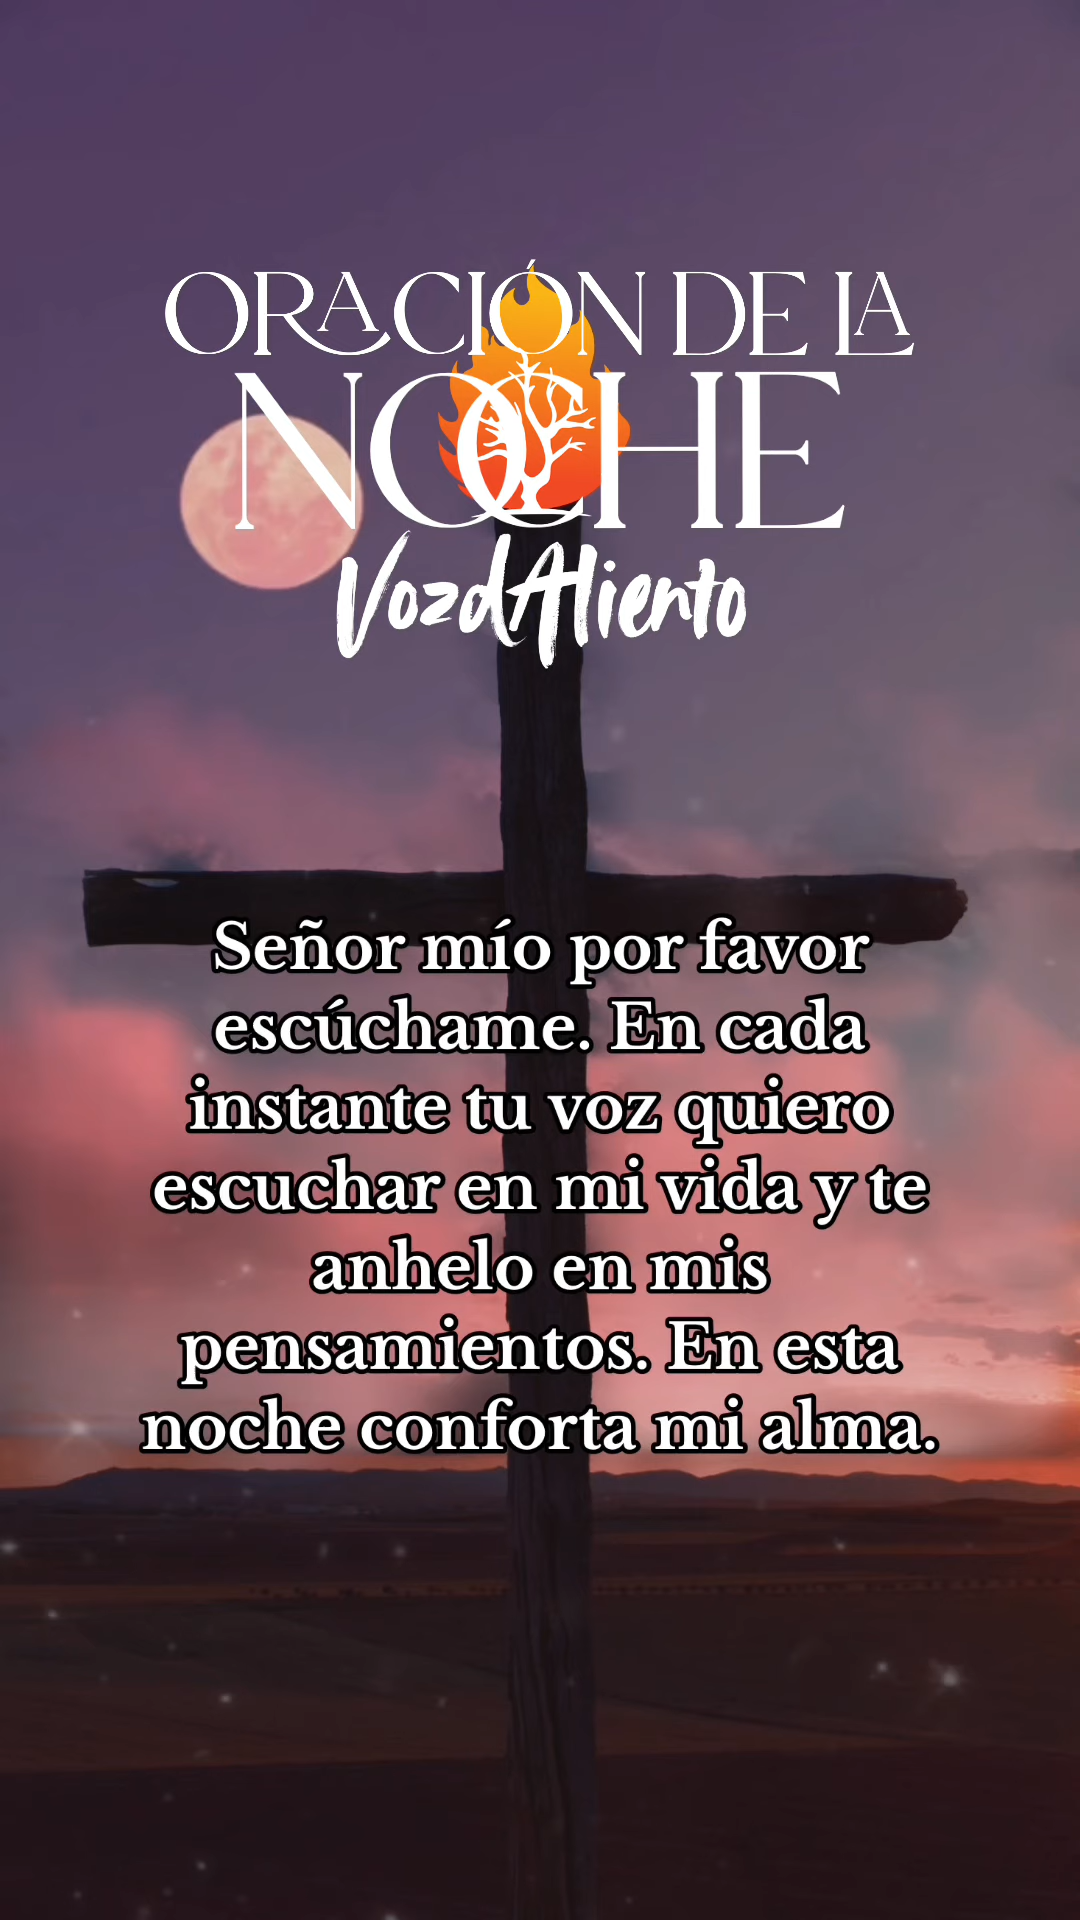 ORACIÓN DE LA
NOCHE
VozdAliento
Señor mío por favor
escúchame. En cada
instante tu voz quiero
escuchar en mi vida y te
anhelo en mis
pensamientos. En esta
noche conforta mi alma.